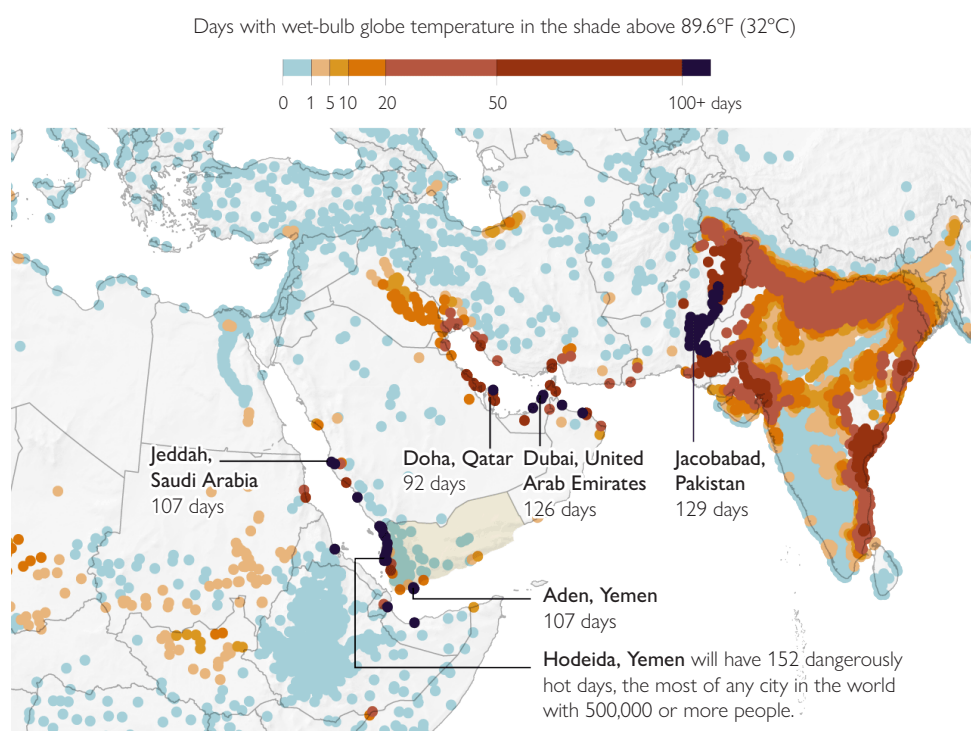 Days with wet-bulb globe temperature in the shade above 89.6ºF (32ºC)
0 1 5 10 20 50 100+ days
Jeddah,
Saudi Arabia
107 days
Doha, Qatar
92 days
Dubai, United
Arab Emirates
126 days
Jacobabad,
Pakistan
129 days
Aden, Yemen
107 days
Hodeida, Yemen will have 152 dangerously
hot days, the most of any city in the world
with 500,000 or more people.